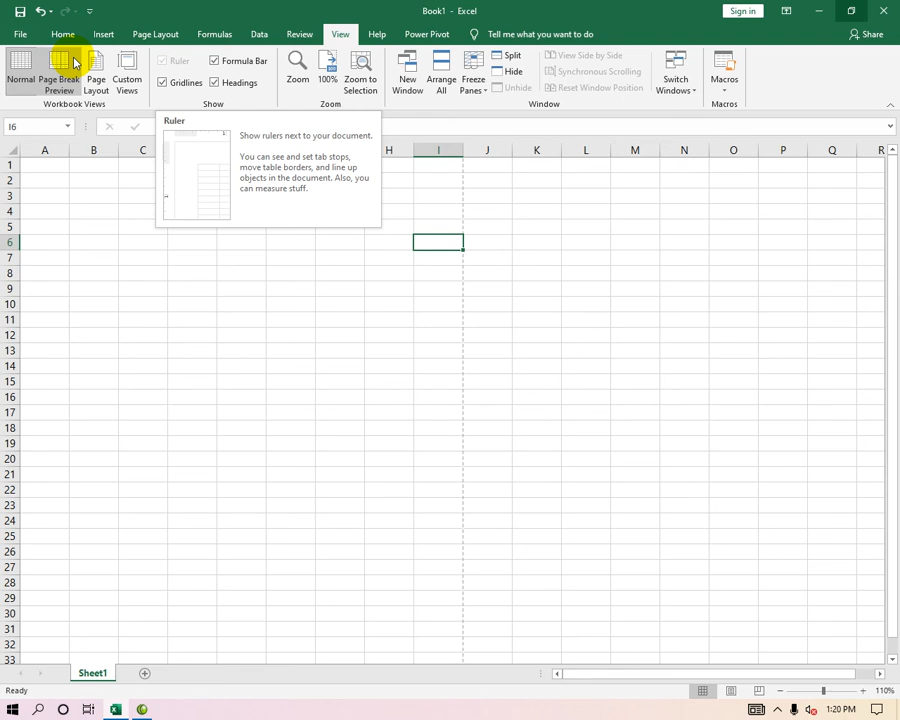 Book1 - Excel
Sign in
File Home Insert Page Layout Formulas Data Review View Help Power Pivot Tell me what you want to do Share
Normal
Page Break Preview
Page Layout
Custom Views
Workbook Views
Ruler
Formula Bar
Gridlines
Headings
Show
Zoom
100%
Zoom to Selection
Zoom
New Window
Arrange All
Freeze Panes
Split
Hide
Unhide
View Side by Side
Synchronous Scrolling
Reset Window Position
Switch Windows
Window
Macros
Macros
I6
Ruler
Show rulers next to your document.
You can see and set tab stops,
move table borders, and line up
objects in the document. Also, you
can measure stuff.
A B C H I J K L M N O P Q R
1
2
3
4
5
6
7
8
9
10
11
12
13
14
15
16
17
18
19
20
21
22
23
24
25
26
27
28
29
30
31
32
33
Sheet1
Ready
110%
1:20 PM